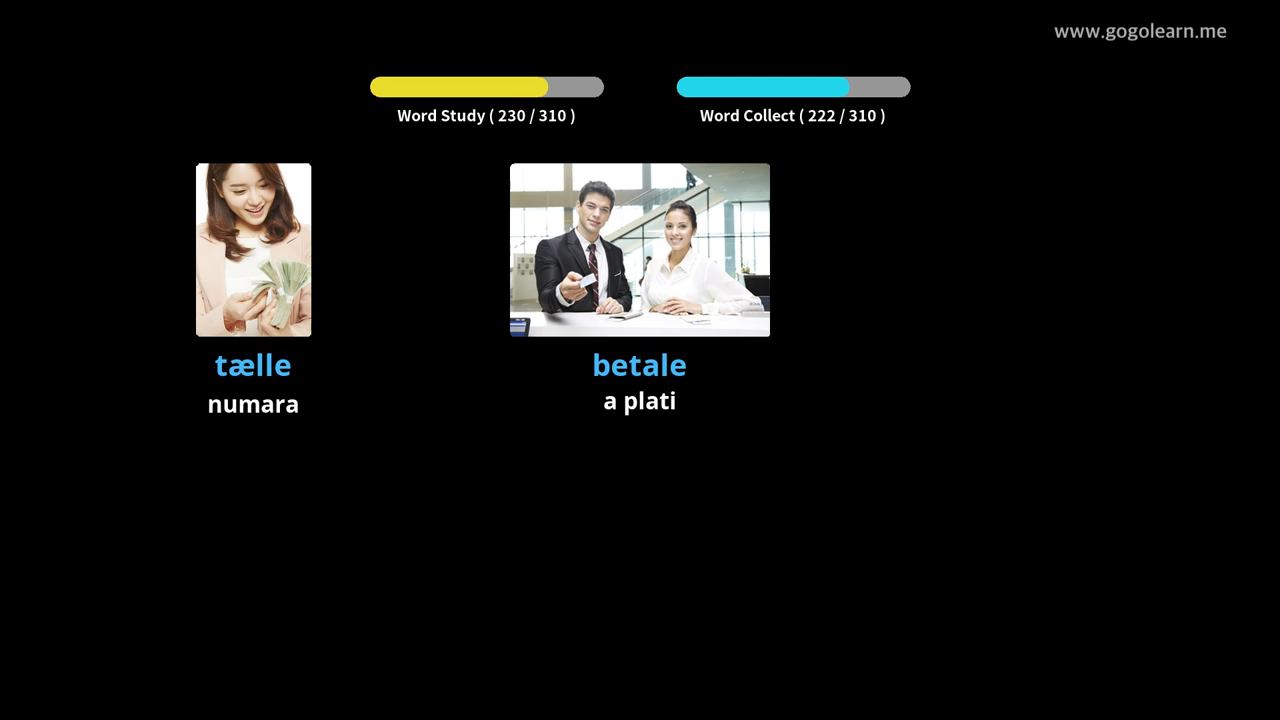 www.gogolearn.me
Word Study ( 230 / 310 )
Word Collect ( 222 / 310 )
tælle
numara
betale
a plati